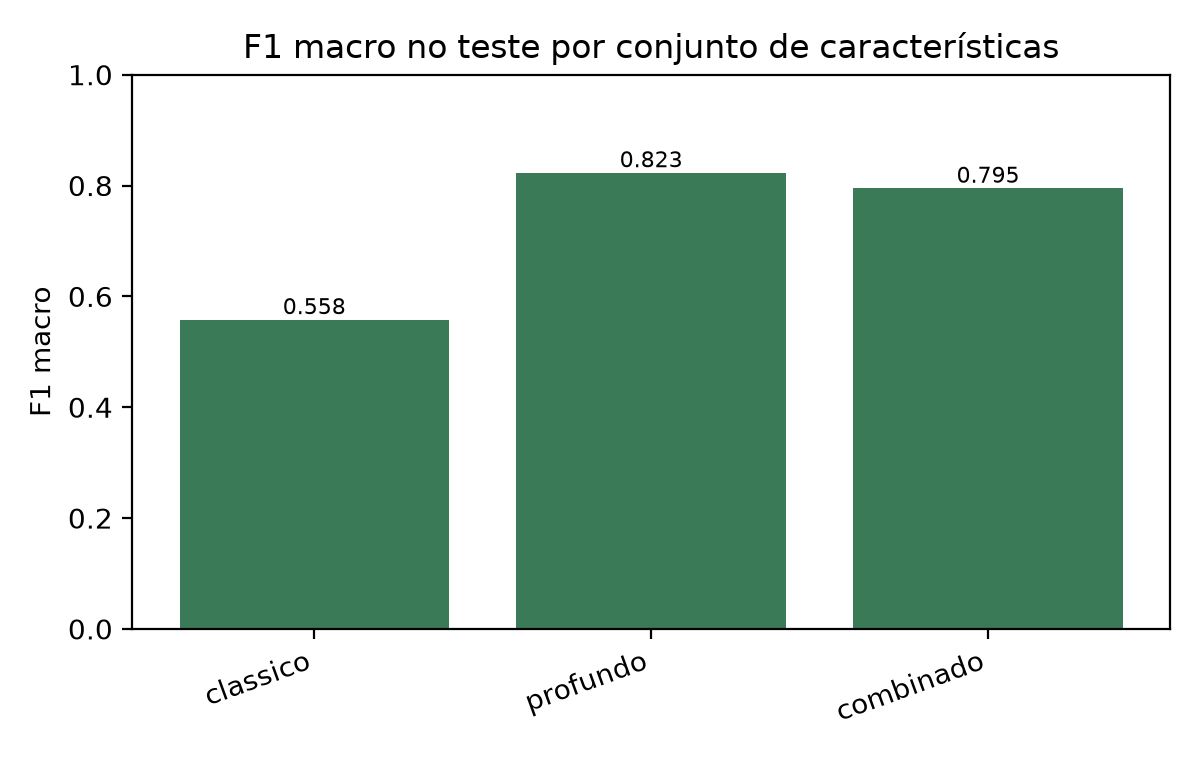 F1 macro no teste por conjunto de características
F1 macro
1.0
0.8
0.6
0.4
0.2
0.0
0.558
0.823
0.795
classico
profundo
combinado